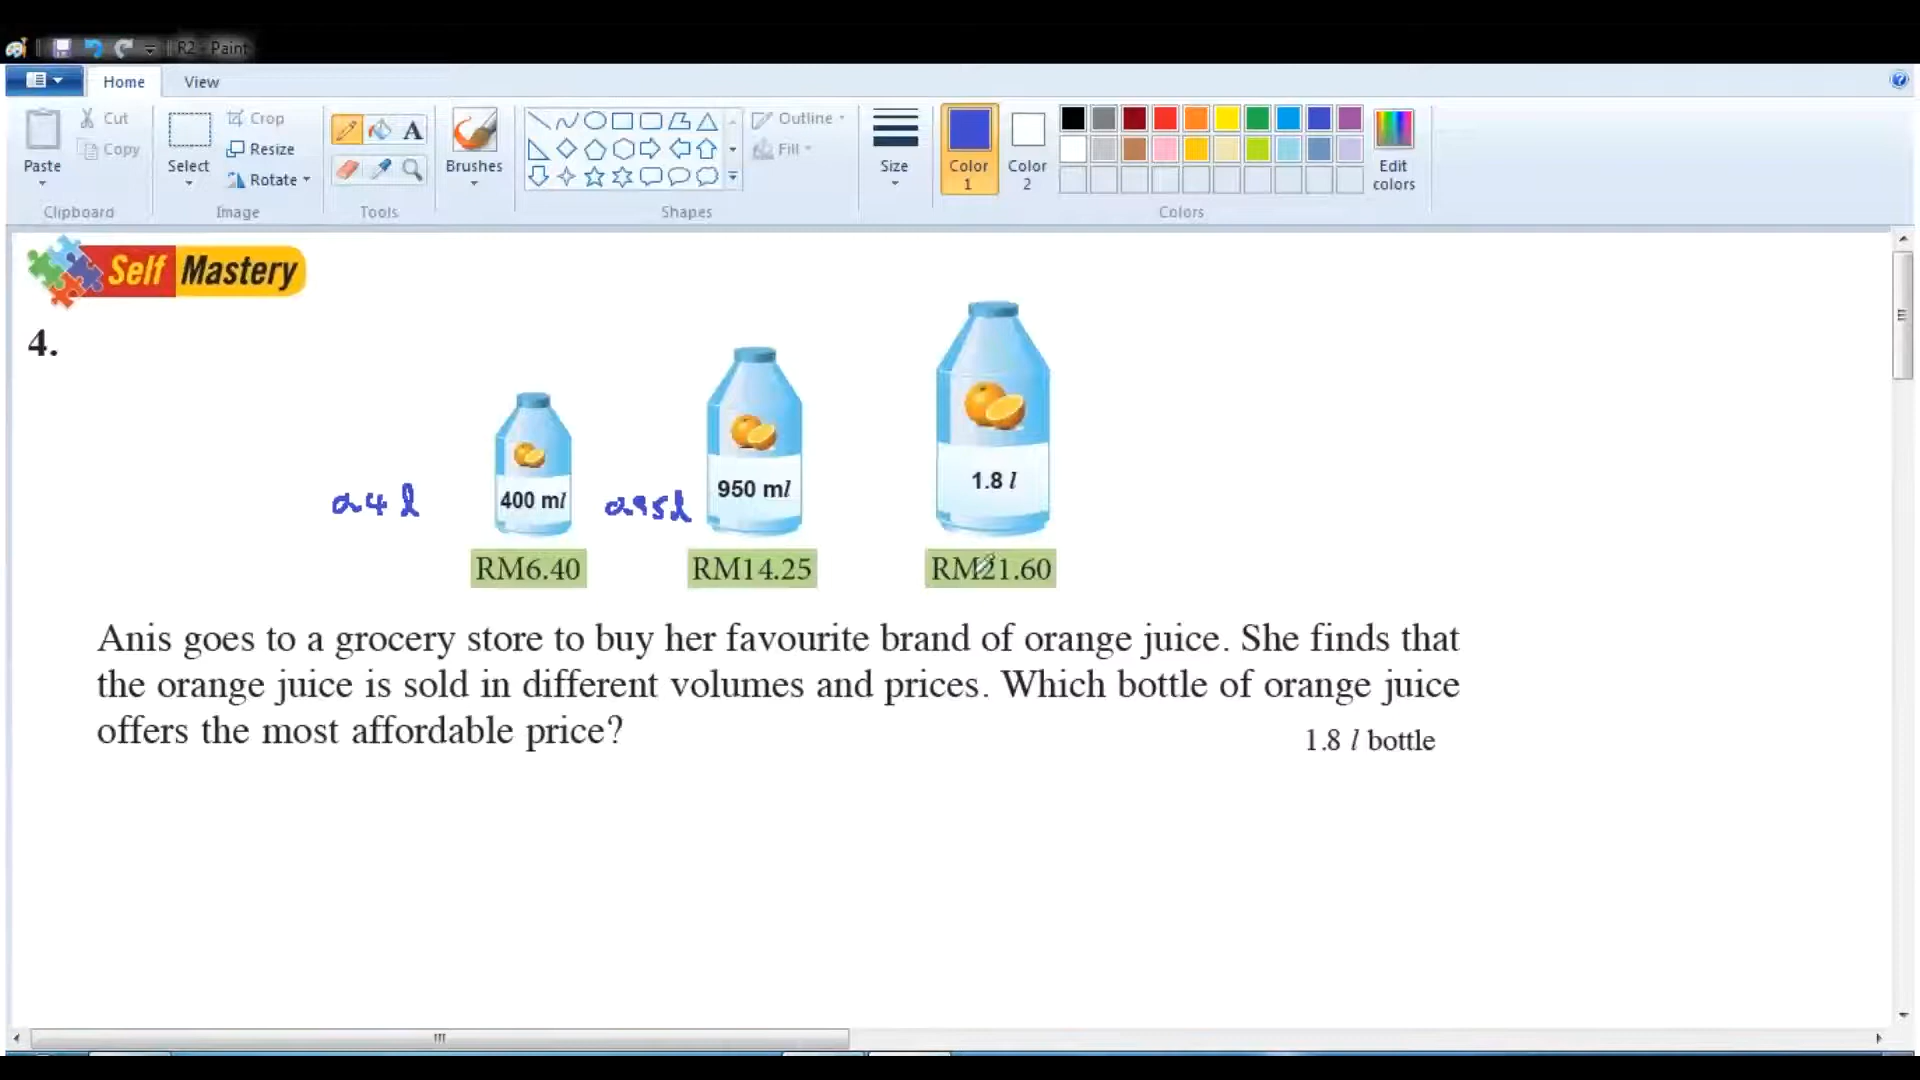 R2 - Paint
Home View
Paste
Cut
Copy
Clipboard
Select
Crop
Resize
Rotate
Image
A
Tools
Brushes
Shapes
Outline
Fill
Size
Color 1
Color 2
Edit colors
Colors
Self Mastery
4.
0.4 l
400 ml
0.95 l
950 ml
1.8 l
RM6.40
RM14.25
RM21.60
Anis goes to a grocery store to buy her favourite brand of orange juice. She finds that
the orange juice is sold in different volumes and prices. Which bottle of orange juice
offers the most affordable price?
1.8 l bottle